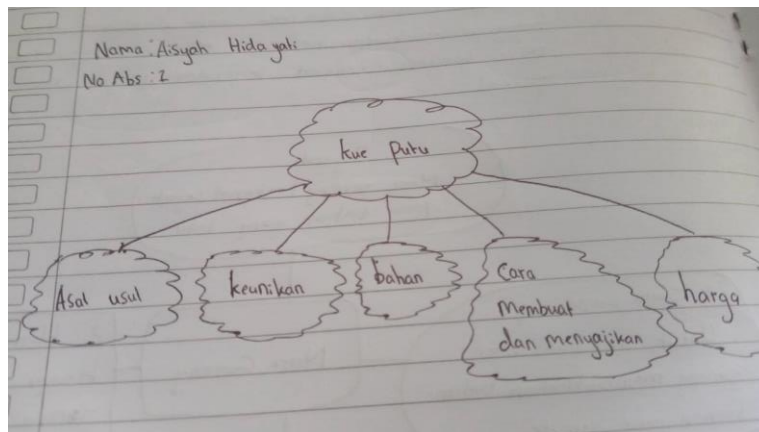 Nama : Aisyah Hidayati
No Abs : 2
kue Putu
Asal usul
keunikan
bahan
Cara
Membuat
dan menyajikan
harga